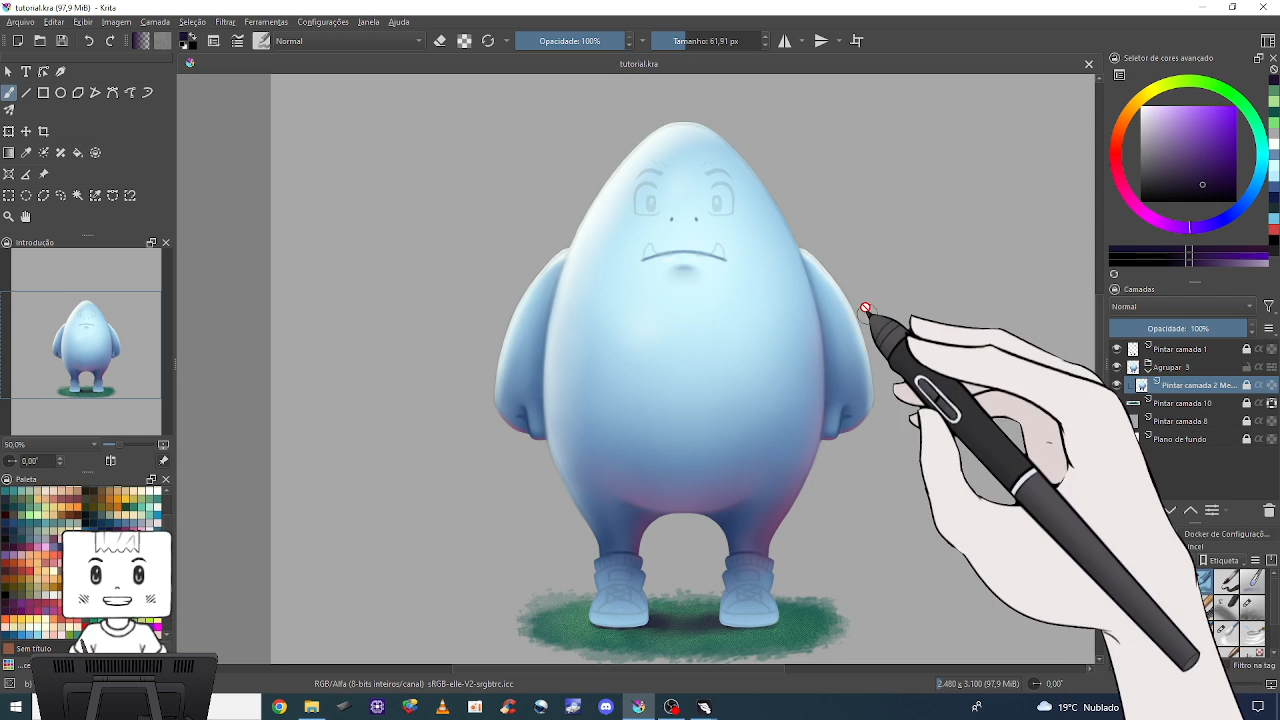 tutorial.kra (97,9 MiB) - Krita
Arquivo Editar Exibir Imagem Camada Seleção Filtrar Ferramentas Configurações Janela Ajuda
Normal
Opacidade: 100%
Tamanho: 61,91 px
tutorial.kra
Seletor de cores avançado
Introdução
50,0%
0,00°
Paleta
Sem título
Camadas
Normal
Opacidade: 100%
Pintar camada 1
Agrupar 3
Pintar camada 2 Me...
Pintar camada 10
Pintar camada 8
Plano de fundo
Docker de Configuraçõ...
Etiqueta
Filtro na tag
RGB/Alfa (8-bits inteiros/canal) sRGB-elle-V2-srgbtrc.icc
2.480 x 3.100 (97,9 MiB)
0,00°
19°C Nublado